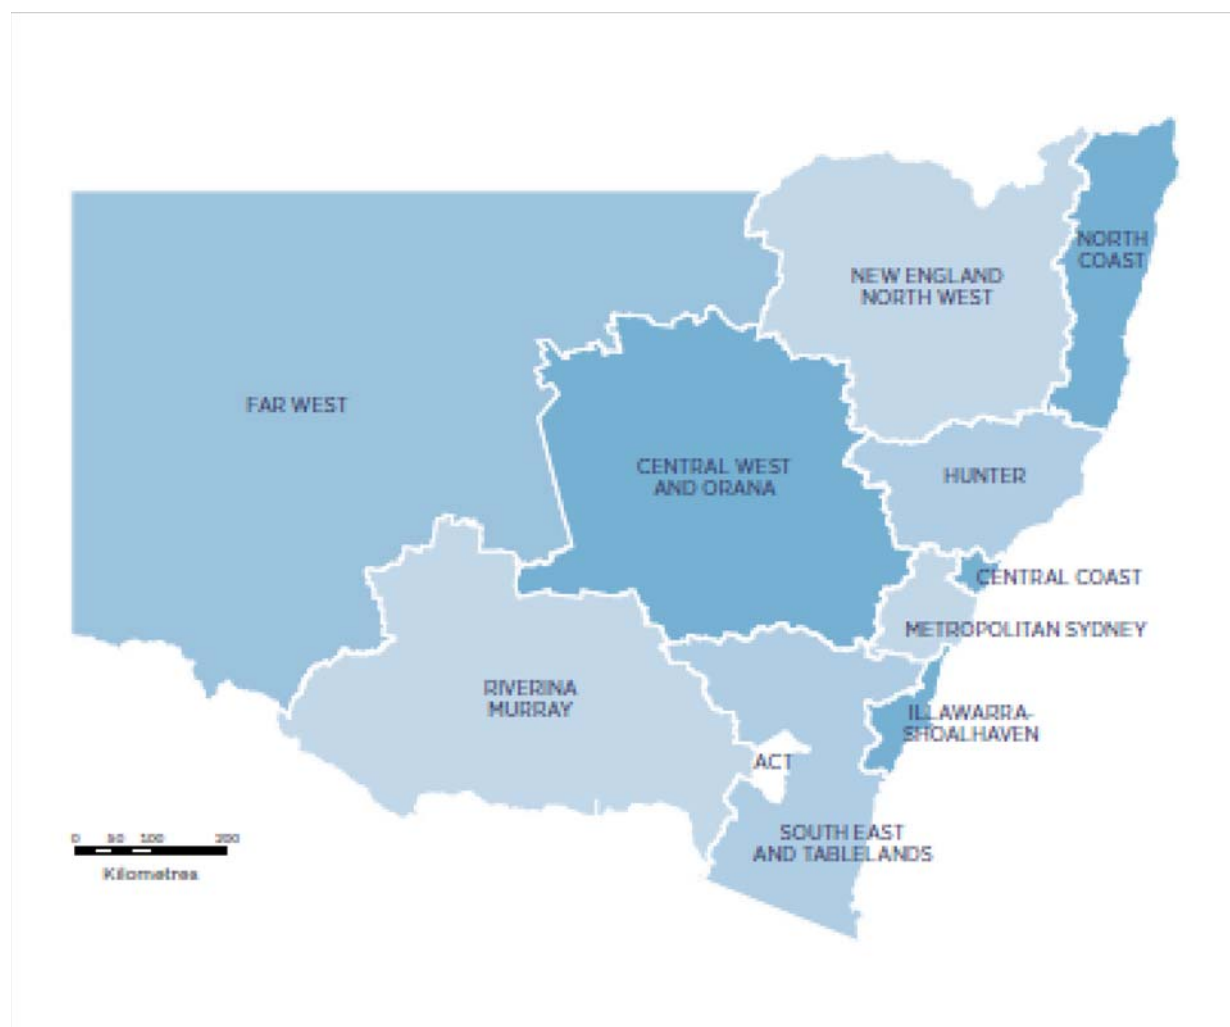 NORTH
COAST
NEW ENGLAND
NORTH WEST
FAR WEST
CENTRAL WEST
AND ORANA
HUNTER
CENTRAL COAST
METROPOLITAN SYDNEY
RIVERINA
MURRAY
ILLAWARRA-
SHOALHAVEN
ACT
SOUTH EAST
AND TABLELANDS
0 50 100 200
Kilometres